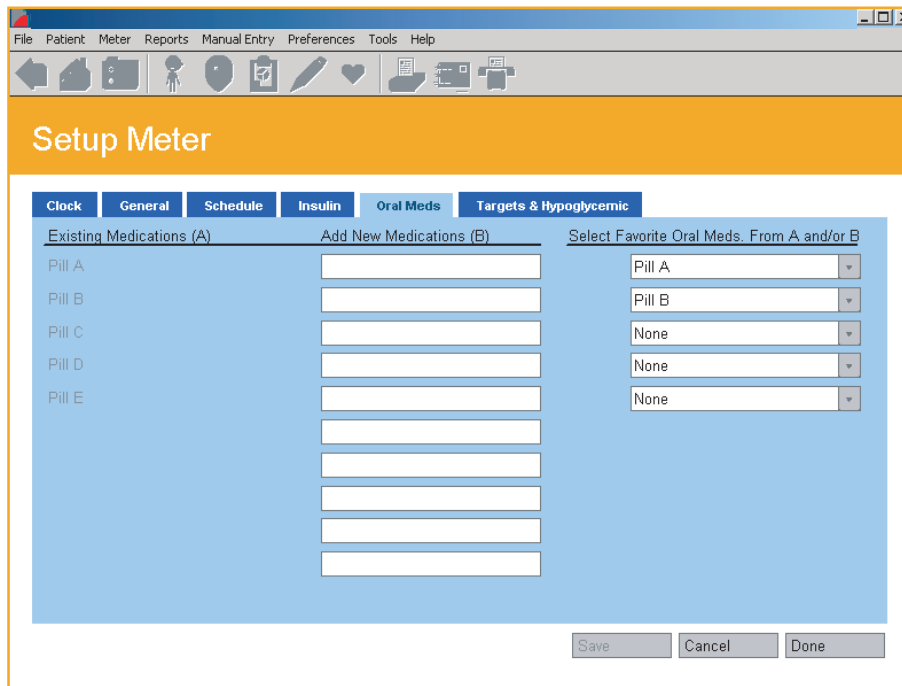 File Patient Meter Reports Manual Entry Preferences Tools Help
Setup Meter
Clock General Schedule Insulin Oral Meds Targets & Hypoglycemic
Existing Medications (A) Add New Medications (B) Select Favorite Oral Meds. From A and/or B
Pill A Pill A
Pill B Pill B
Pill C None
Pill D None
Pill E None
Save Cancel Done